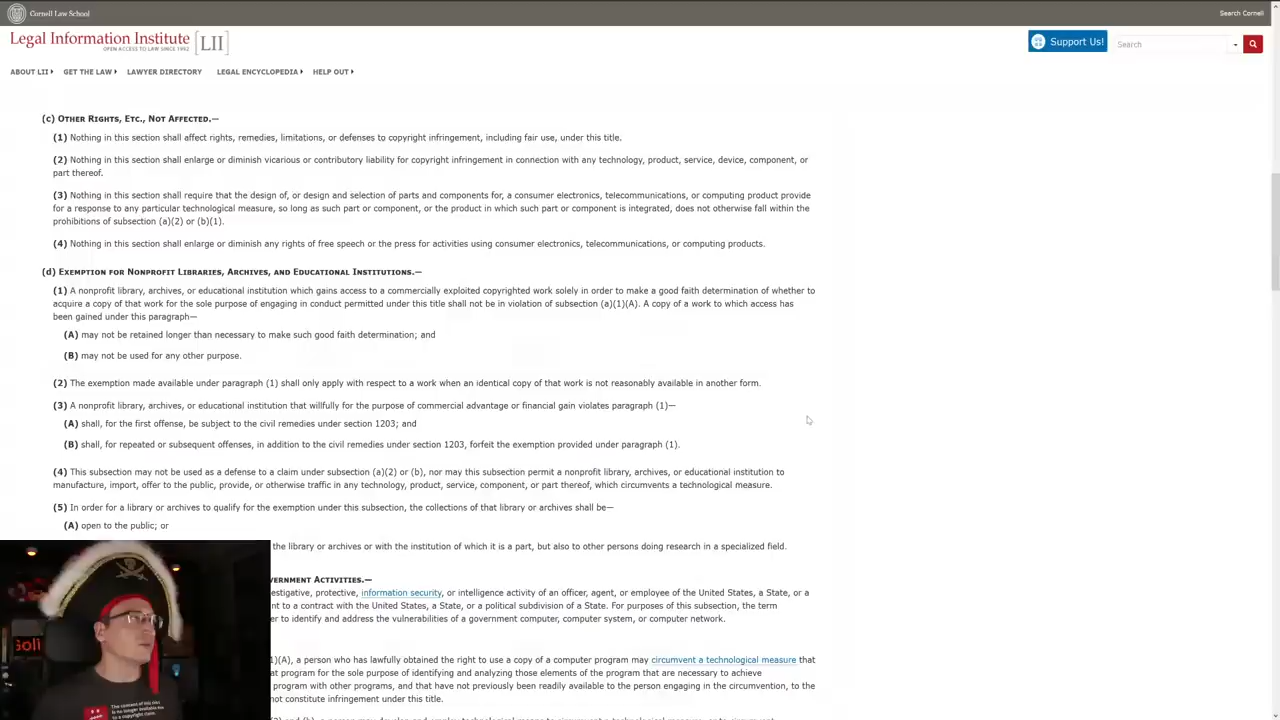 Cornell Law School
Search Cornell
Legal Information Institute [LII]
OPEN ACCESS TO LAW SINCE 1992
Support Us!
Search
ABOUT LII GET THE LAW LAWYER DIRECTORY LEGAL ENCYCLOPEDIA HELP OUT
(c) OTHER RIGHTS, ETC., NOT AFFECTED.—
(1) Nothing in this section shall affect rights, remedies, limitations, or defenses to copyright infringement, including fair use, under this title.
(2) Nothing in this section shall enlarge or diminish vicarious or contributory liability for copyright infringement in connection with any technology, product, service, device, component, or
part thereof.
(3) Nothing in this section shall require that the design of, or design and selection of parts and components for, a consumer electronics, telecommunications, or computing product provide
for a response to any particular technological measure, so long as such part or component, or the product in which such part or component is integrated, does not otherwise fall within the
prohibitions of subsection (a)(2) or (b)(1).
(4) Nothing in this section shall enlarge or diminish any rights of free speech or the press for activities using consumer electronics, telecommunications, or computing products.
(d) EXEMPTION FOR NONPROFIT LIBRARIES, ARCHIVES, AND EDUCATIONAL INSTITUTIONS.—
(1) A nonprofit library, archives, or educational institution which gains access to a commercially exploited copyrighted work solely in order to make a good faith determination of whether to
acquire a copy of that work for the sole purpose of engaging in conduct permitted under this title shall not be in violation of subsection (a)(1)(A). A copy of a work to which access has
been gained under this paragraph—
(A) may not be retained longer than necessary to make such good faith determination; and
(B) may not be used for any other purpose.
(2) The exemption made available under paragraph (1) shall only apply with respect to a work when an identical copy of that work is not reasonably available in another form.
(3) A nonprofit library, archives, or educational institution that willfully for the purpose of commercial advantage or financial gain violates paragraph (1)—
(A) shall, for the first offense, be subject to the civil remedies under section 1203; and
(B) shall, for repeated or subsequent offenses, in addition to the civil remedies under section 1203, forfeit the exemption provided under paragraph (1).
(4) This subsection may not be used as a defense to a claim under subsection (a)(2) or (b), nor may this subsection permit a nonprofit library, archives, or educational institution to
manufacture, import, offer to the public, provide, or otherwise traffic in any technology, product, service, component, or part thereof, which circumvents a technological measure.
(5) In order for a library or archives to qualify for the exemption under this subsection, the collections of that library or archives shall be—
(A) open to the public; or
the library or archives or with the institution of which it is a part, but also to other persons doing research in a specialized field.
VERNMENT ACTIVITIES.—
estigative, protective, information security, or intelligence activity of an officer, agent, or employee of the United States, a State, or a
nt to a contract with the United States, a State, or a political subdivision of a State. For purposes of this subsection, the term
er to identify and address the vulnerabilities of a government computer, computer system, or computer network.
1)(A), a person who has lawfully obtained the right to use a copy of a computer program may circumvent a technological measure that
at program for the sole purpose of identifying and analyzing those elements of the program that are necessary to achieve
program with other programs, and that have not previously been readily available to the person engaging in the circumvention, to the
not constitute infringement under this title.